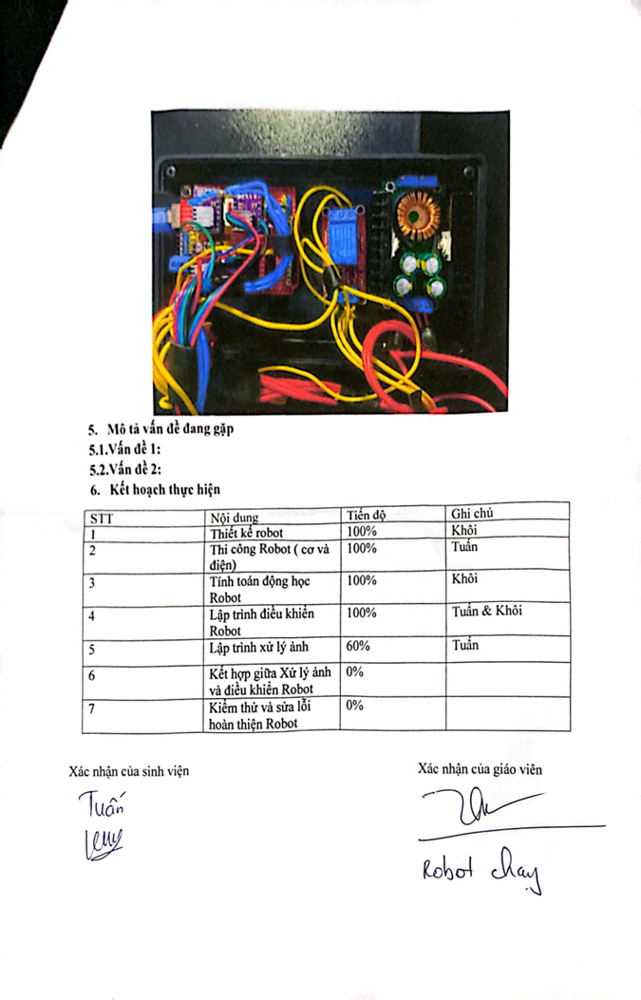 5. Mô tả vấn đề đang gặp
5.1.Vấn đề 1:
5.2.Vấn đề 2:
6. Kết hoạch thực hiện
STT Nội dung Tiến độ Ghi chú
1 Thiết kế robot 100% Khôi
2 Thi công Robot ( cơ và 100% Tuấn
điện)
3 Tính toán động học 100% Khôi
Robot
4 Lập trình điều khiển 100% Tuấn & Khôi
Robot
5 Lập trình xử lý ảnh 60% Tuấn
6 Kết hợp giữa Xử lý ảnh 0%
và điều khiển Robot
7 Kiểm thử và sửa lỗi 0%
hoàn thiện Robot
Xác nhận của sinh viện Xác nhận của giáo viên
Tuấn
Robot chạy